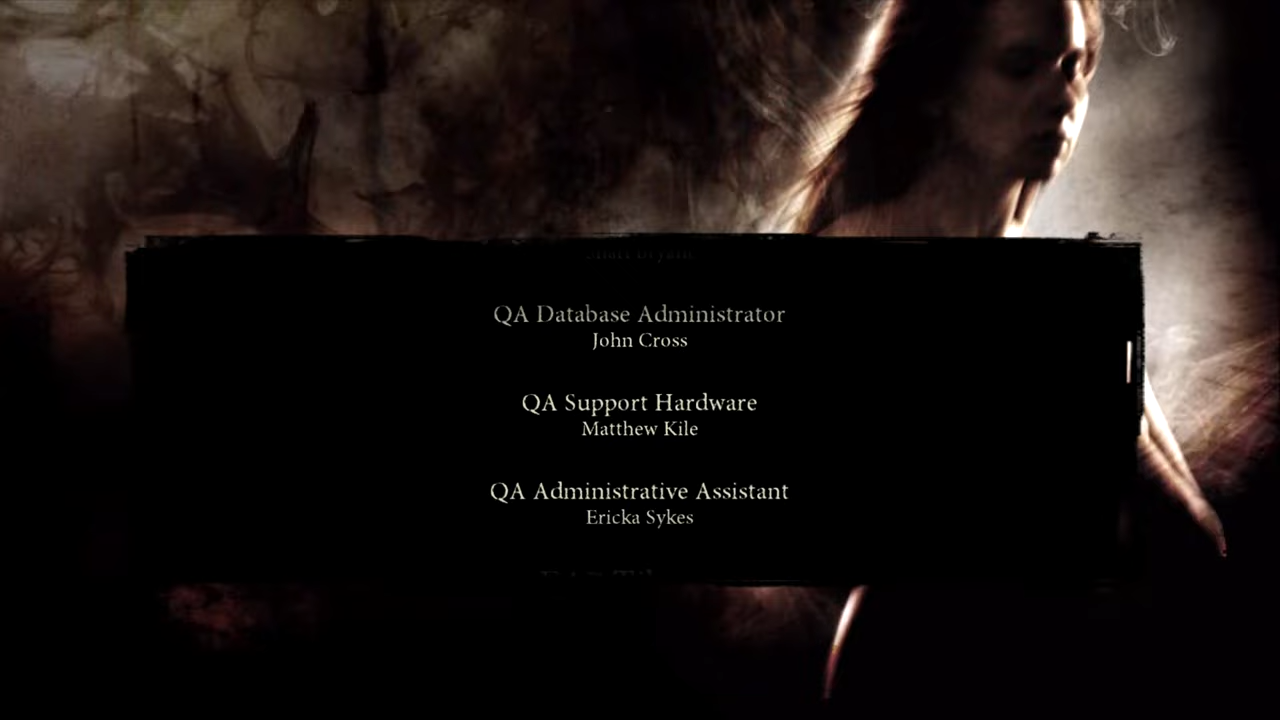 QA Database Administrator
John Cross
QA Support Hardware
Matthew Kile
QA Administrative Assistant
Ericka Sykes